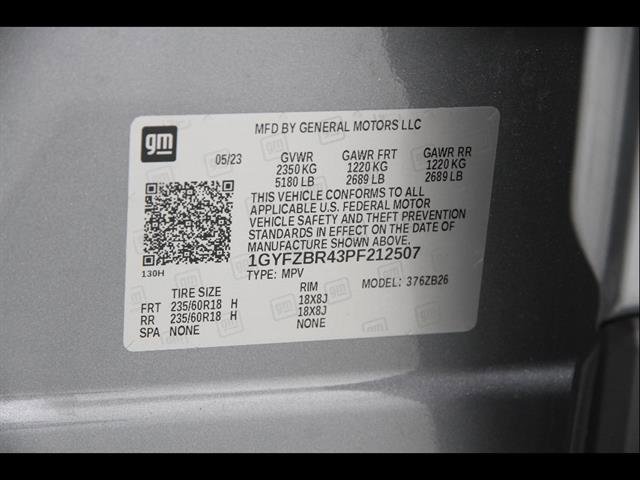 gm
MFD BY GENERAL MOTORS LLC
05/23 GVWR GAWR FRT GAWR RR
2350 KG 1220 KG 1220 KG
5180 LB 2689 LB 2689 LB
THIS VEHICLE CONFORMS TO ALL
APPLICABLE U.S. FEDERAL MOTOR
VEHICLE SAFETY AND THEFT PREVENTION
STANDARDS IN EFFECT ON THE DATE OF
MANUFACTURE SHOWN ABOVE.
1GYFZBR43PF212507
130H
TYPE: MPV MODEL: 376ZB26
TIRE SIZE RIM
FRT 235/60R18 H 18X8J
RR 235/60R18 H 18X8J
SPA NONE NONE